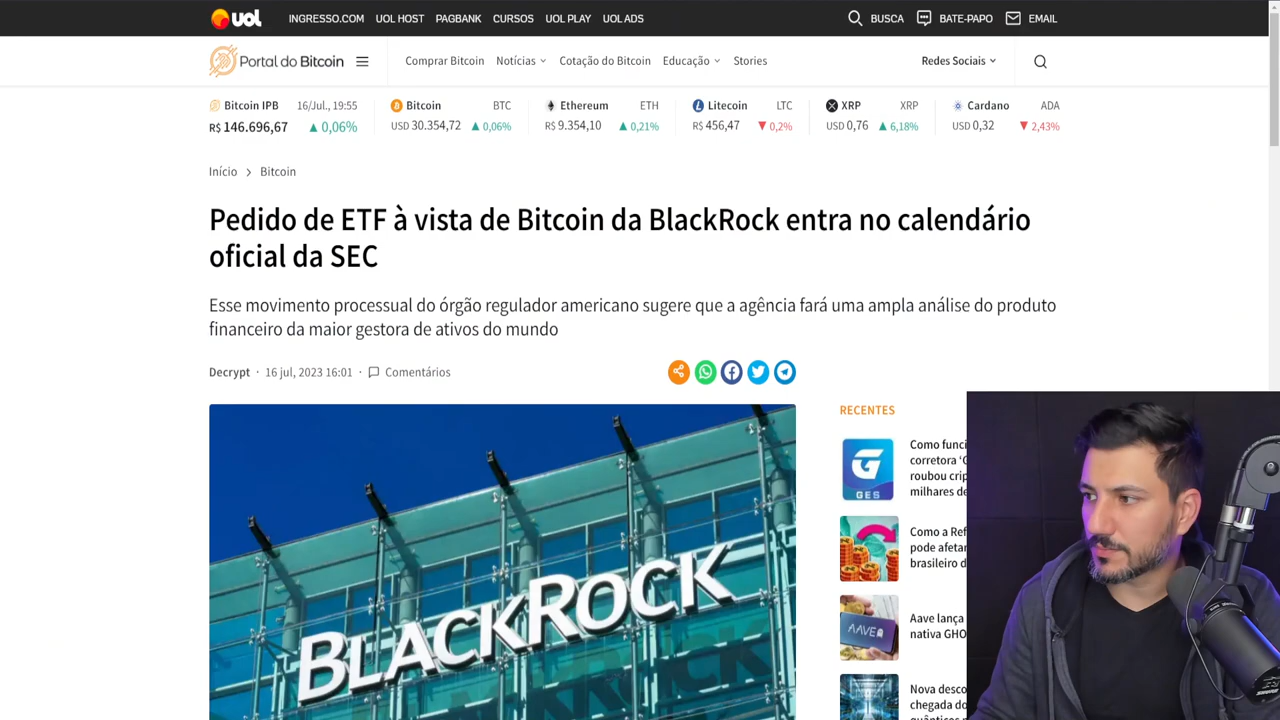 UOL INGRESSO.COM UOL HOST PAGBANK CURSOS UOL PLAY UOL ADS BUSCA BATE-PAPO EMAIL
Portal do Bitcoin Comprar Bitcoin Notícias Cotação do Bitcoin Educação Stories Redes Sociais
Bitcoin IPB 16/Jul., 19:55 Bitcoin BTC Ethereum ETH Litecoin LTC XRP XRP Cardano ADA
R$ 146.696,67 ▲ 0,06% USD 30.354,72 ▲ 0,06% R$ 9.354,10 ▲ 0,21% R$ 456,47 ▼ 0,2% USD 0,76 ▲ 6,18% USD 0,32 ▼ 2,43%
Início > Bitcoin
Pedido de ETF à vista de Bitcoin da BlackRock entra no calendário
oficial da SEC
Esse movimento processual do órgão regulador americano sugere que a agência fará uma ampla análise do produto
financeiro da maior gestora de ativos do mundo
Decrypt · 16 jul, 2023 16:01 · Comentários
RECENTES
BLACKROCK
GES
Como funci
corretora ‘G
roubou crip
milhares de
Como a Ref
pode afetar
brasileiro d
AAVE
Aave lança
nativa GHO
Nova desco
chegada do
quânticos n